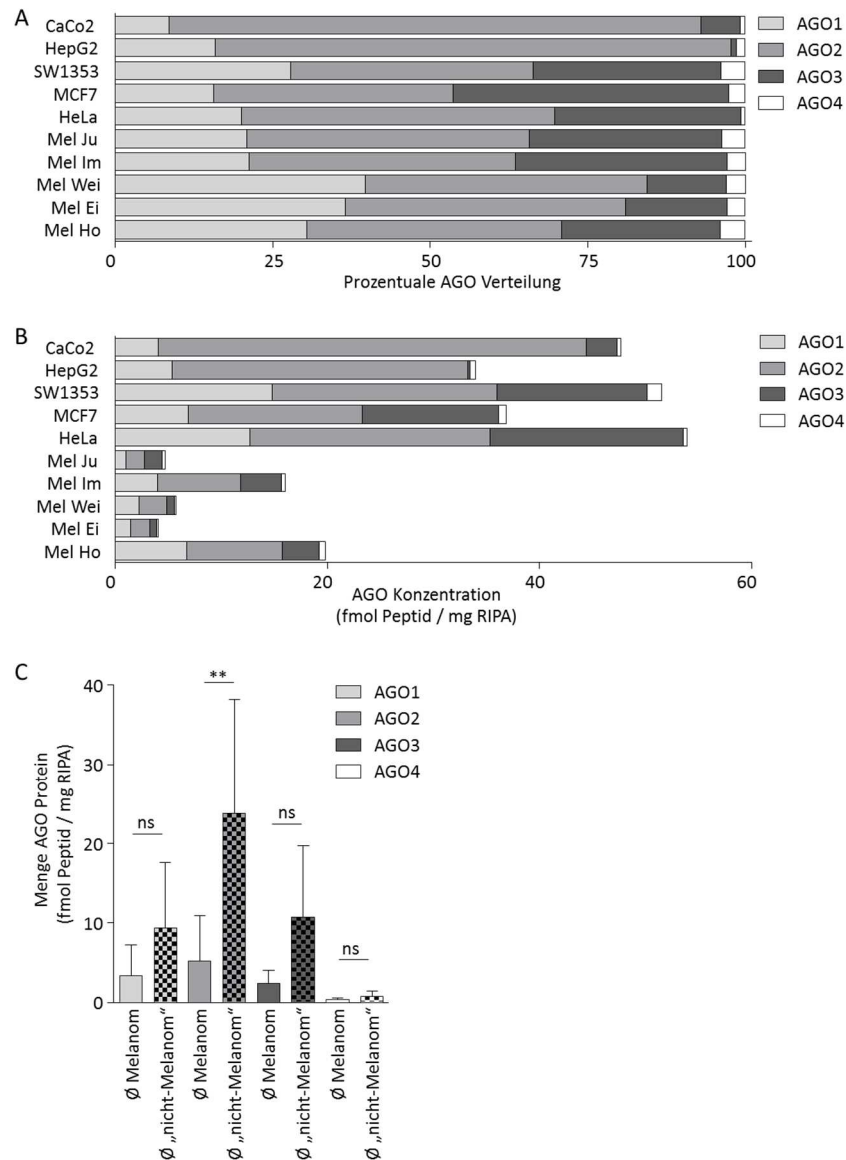 A
CaCo2
HepG2
SW1353
MCF7
HeLa
Mel Ju
Mel Im
Mel Wei
Mel Ei
Mel Ho
0 25 50 75 100
Prozentuale AGO Verteilung
AGO1
AGO2
AGO3
AGO4
B
CaCo2
HepG2
SW1353
MCF7
HeLa
Mel Ju
Mel Im
Mel Wei
Mel Ei
Mel Ho
0 20 40 60
AGO Konzentration
(fmol Peptid / mg RIPA)
AGO1
AGO2
AGO3
AGO4
C
Menge AGO Protein
(fmol Peptid / mg RIPA)
40
30
20
10
0
ns
**
ns
ns
AGO1
AGO2
AGO3
AGO4
Ø Melanom
Ø „nicht-Melanom“
Ø Melanom
Ø „nicht-Melanom“
Ø Melanom
Ø „nicht-Melanom“
Ø Melanom
Ø „nicht-Melanom“